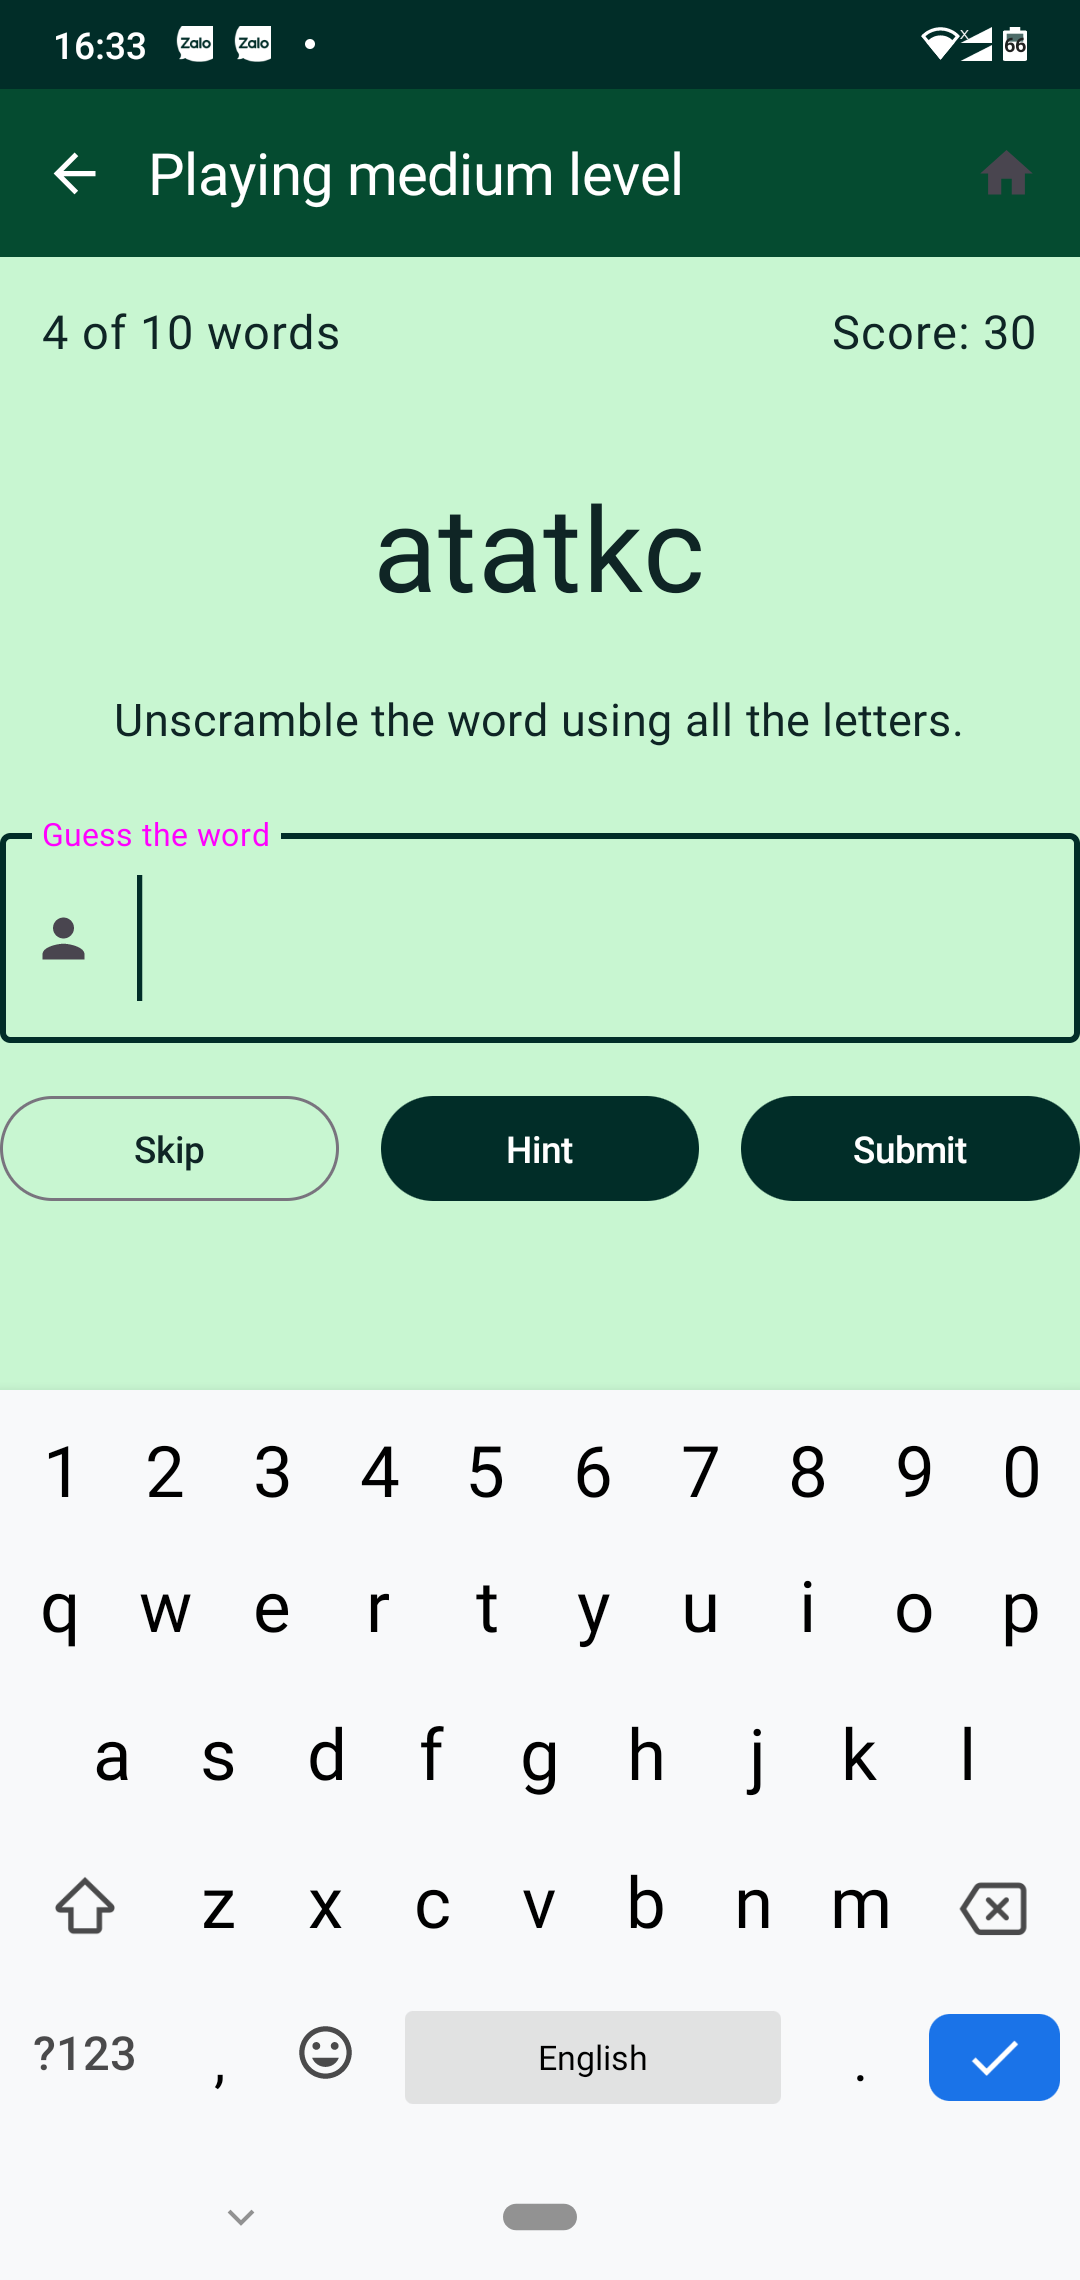 16:33 Zalo Zalo 66
Playing medium level
4 of 10 words Score: 30
atatkc
Unscramble the word using all the letters.
Guess the word
Skip Hint Submit
1 2 3 4 5 6 7 8 9 0
q w e r t y u i o p
a s d f g h j k l
z x c v b n m
?123 , English .